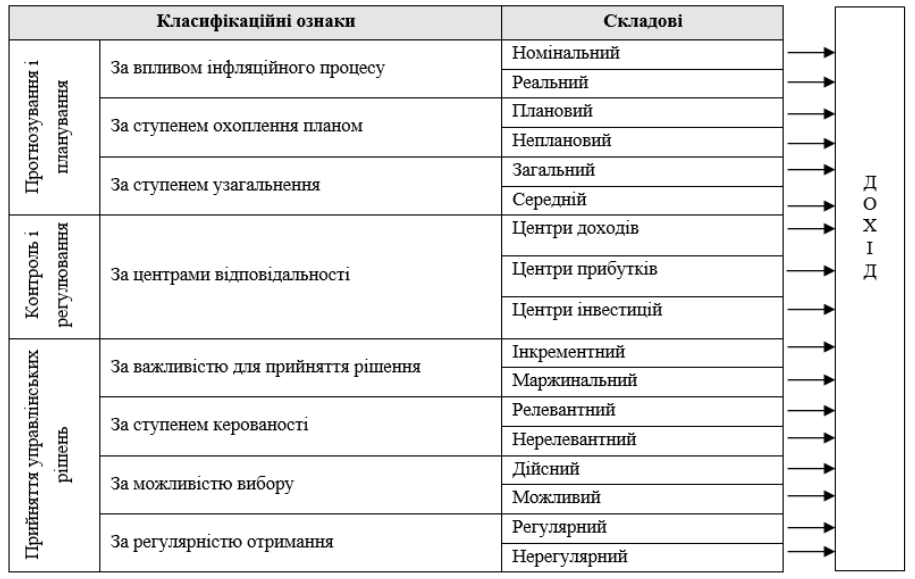 Класифікаційні ознаки
Складові
Прогнозування і
планування
За впливом інфляційного процесу
Номінальний
Реальний
За ступенем охоплення планом
Плановий
Неплановий
За ступенем узагальнення
Загальний
Середній
Контроль і
регулювання
За центрами відповідальності
Центри доходів
Центри прибутків
Центри інвестицій
Прийняття управлінських
рішень
За важливістю для прийняття рішення
Інкрементний
Маржинальний
За ступенем керованості
Релевантний
Нерелевантний
За можливістю вибору
Дійсний
Можливий
За регулярністю отримання
Регулярний
Нерегулярний
Д
О
Х
І
Д